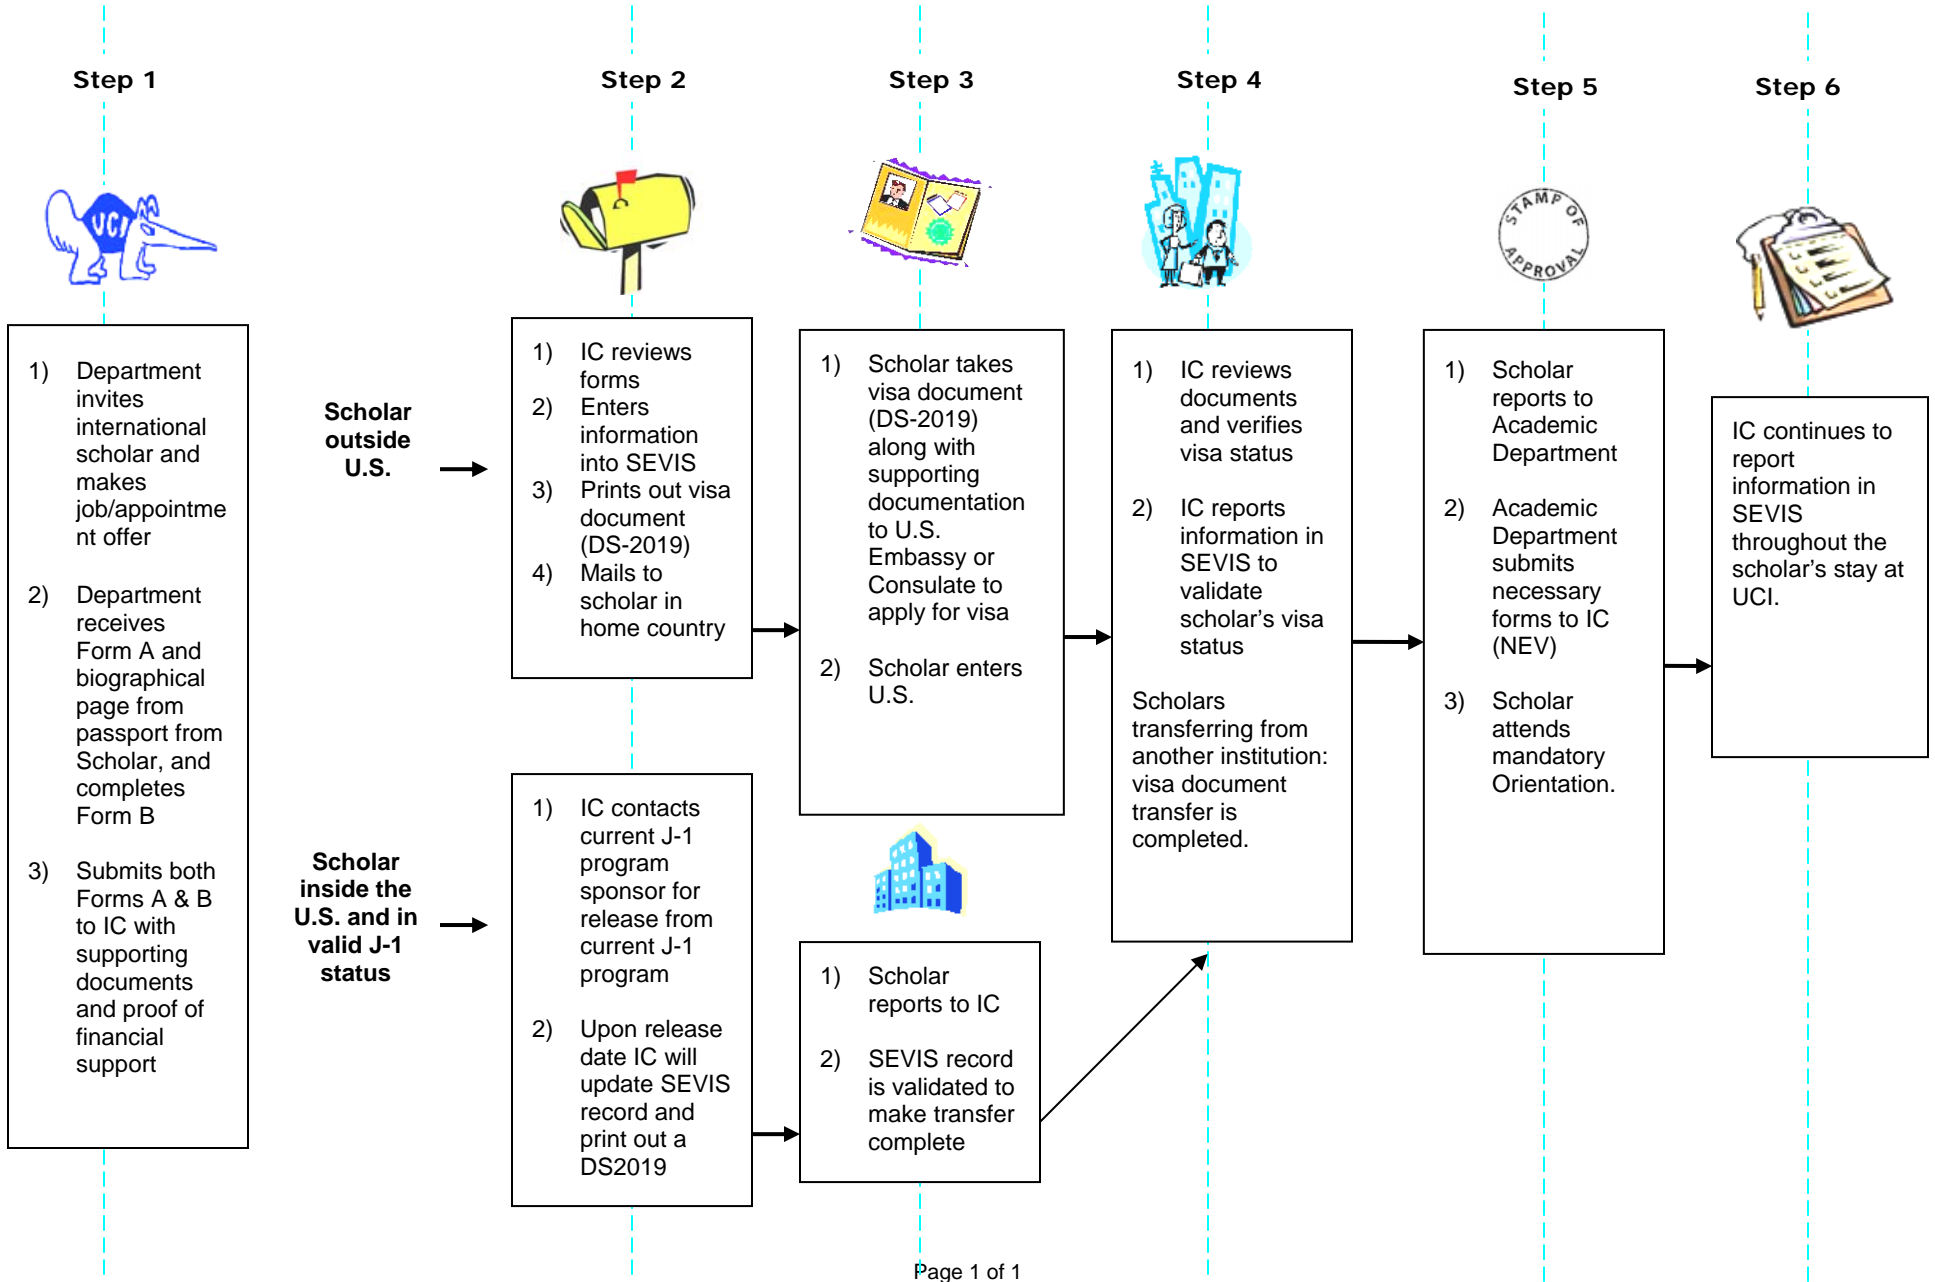 Step 1
Step 2
Step 3
Step 4
Step 5
Step 6
UCI
STAMP OF
APPROVAL
1) Department
invites
international
scholar and
makes
job/appointme
nt offer
2) Department
receives
Form A and
biographical
page from
passport from
Scholar, and
completes
Form B
3) Submits both
Forms A & B
to IC with
supporting
documents
and proof of
financial
support
Scholar
outside
U.S.
Scholar
inside the
U.S. and in
valid J-1
status
1) IC reviews
forms
2) Enters
information
into SEVIS
3) Prints out visa
document
(DS-2019)
4) Mails to
scholar in
home country
1) IC contacts
current J-1
program
sponsor for
release from
current J-1
program
2) Upon release
date IC will
update SEVIS
record and
print out a
DS2019
1) Scholar takes
visa document
(DS-2019)
along with
supporting
documentation
to U.S.
Embassy or
Consulate to
apply for visa
2) Scholar enters
U.S.
1) Scholar
reports to IC
2) SEVIS record
is validated to
make transfer
complete
1) IC reviews
documents
and verifies
visa status
2) IC reports
information in
SEVIS to
validate
scholar's visa
status
Scholars
transferring from
another institution:
visa document
transfer is
completed.
1) Scholar
reports to
Academic
Department
2) Academic
Department
submits
necessary
forms to IC
(NEV)
3) Scholar
attends
mandatory
Orientation.
IC continues to
report
information in
SEVIS
throughout the
scholar's stay at
UCI.
Page 1 of 1